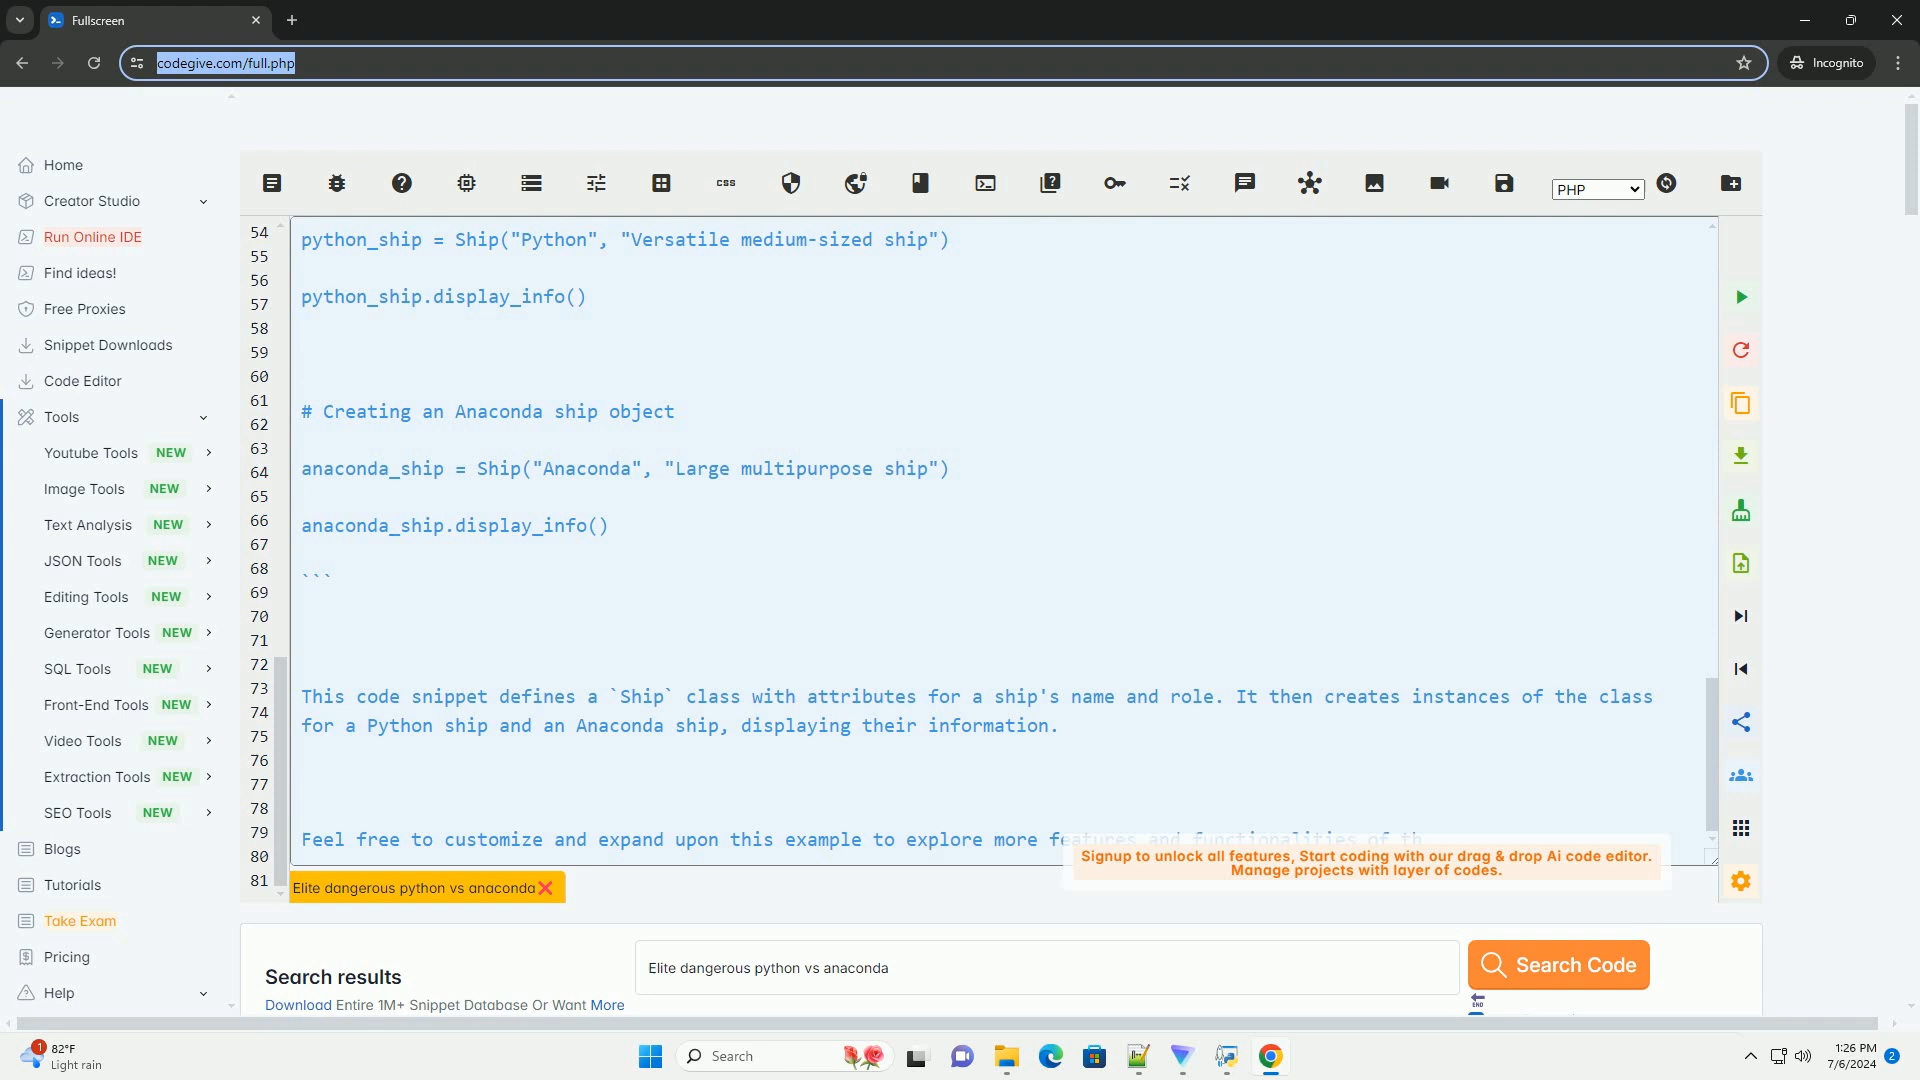 Fullscreen
codegive.com/full.php
Incognito
Home
Creator Studio
Run Online IDE
Find ideas!
Free Proxies
Snippet Downloads
Code Editor
Tools
Youtube Tools NEW
Image Tools NEW
Text Analysis NEW
JSON Tools NEW
Editing Tools NEW
Generator Tools NEW
SQL Tools NEW
Front-End Tools NEW
Video Tools NEW
Extraction Tools NEW
SEO Tools NEW
Blogs
Tutorials
Take Exam
Pricing
Help
css
PHP
54
55
56
57
58
59
60
61
62
63
64
65
66
67
68
69
70
71
72
73
74
75
76
77
78
79
80
81
python_ship = Ship("Python", "Versatile medium-sized ship")
python_ship.display_info()
# Creating an Anaconda ship object
anaconda_ship = Ship("Anaconda", "Large multipurpose ship")
anaconda_ship.display_info()
```
This code snippet defines a `Ship` class with attributes for a ship's name and role. It then creates instances of the class
for a Python ship and an Anaconda ship, displaying their information.
Feel free to customize and expand upon this example to explore more features and functionalities of th
Signup to unlock all features, Start coding with our drag & drop Ai code editor.
Manage projects with layer of codes.
Elite dangerous python vs anaconda
Search results
Elite dangerous python vs anaconda
Search Code
Download Entire 1M+ Snippet Database Or Want More
END
1
82°F
Light rain
Search
1:26 PM
7/6/2024
2